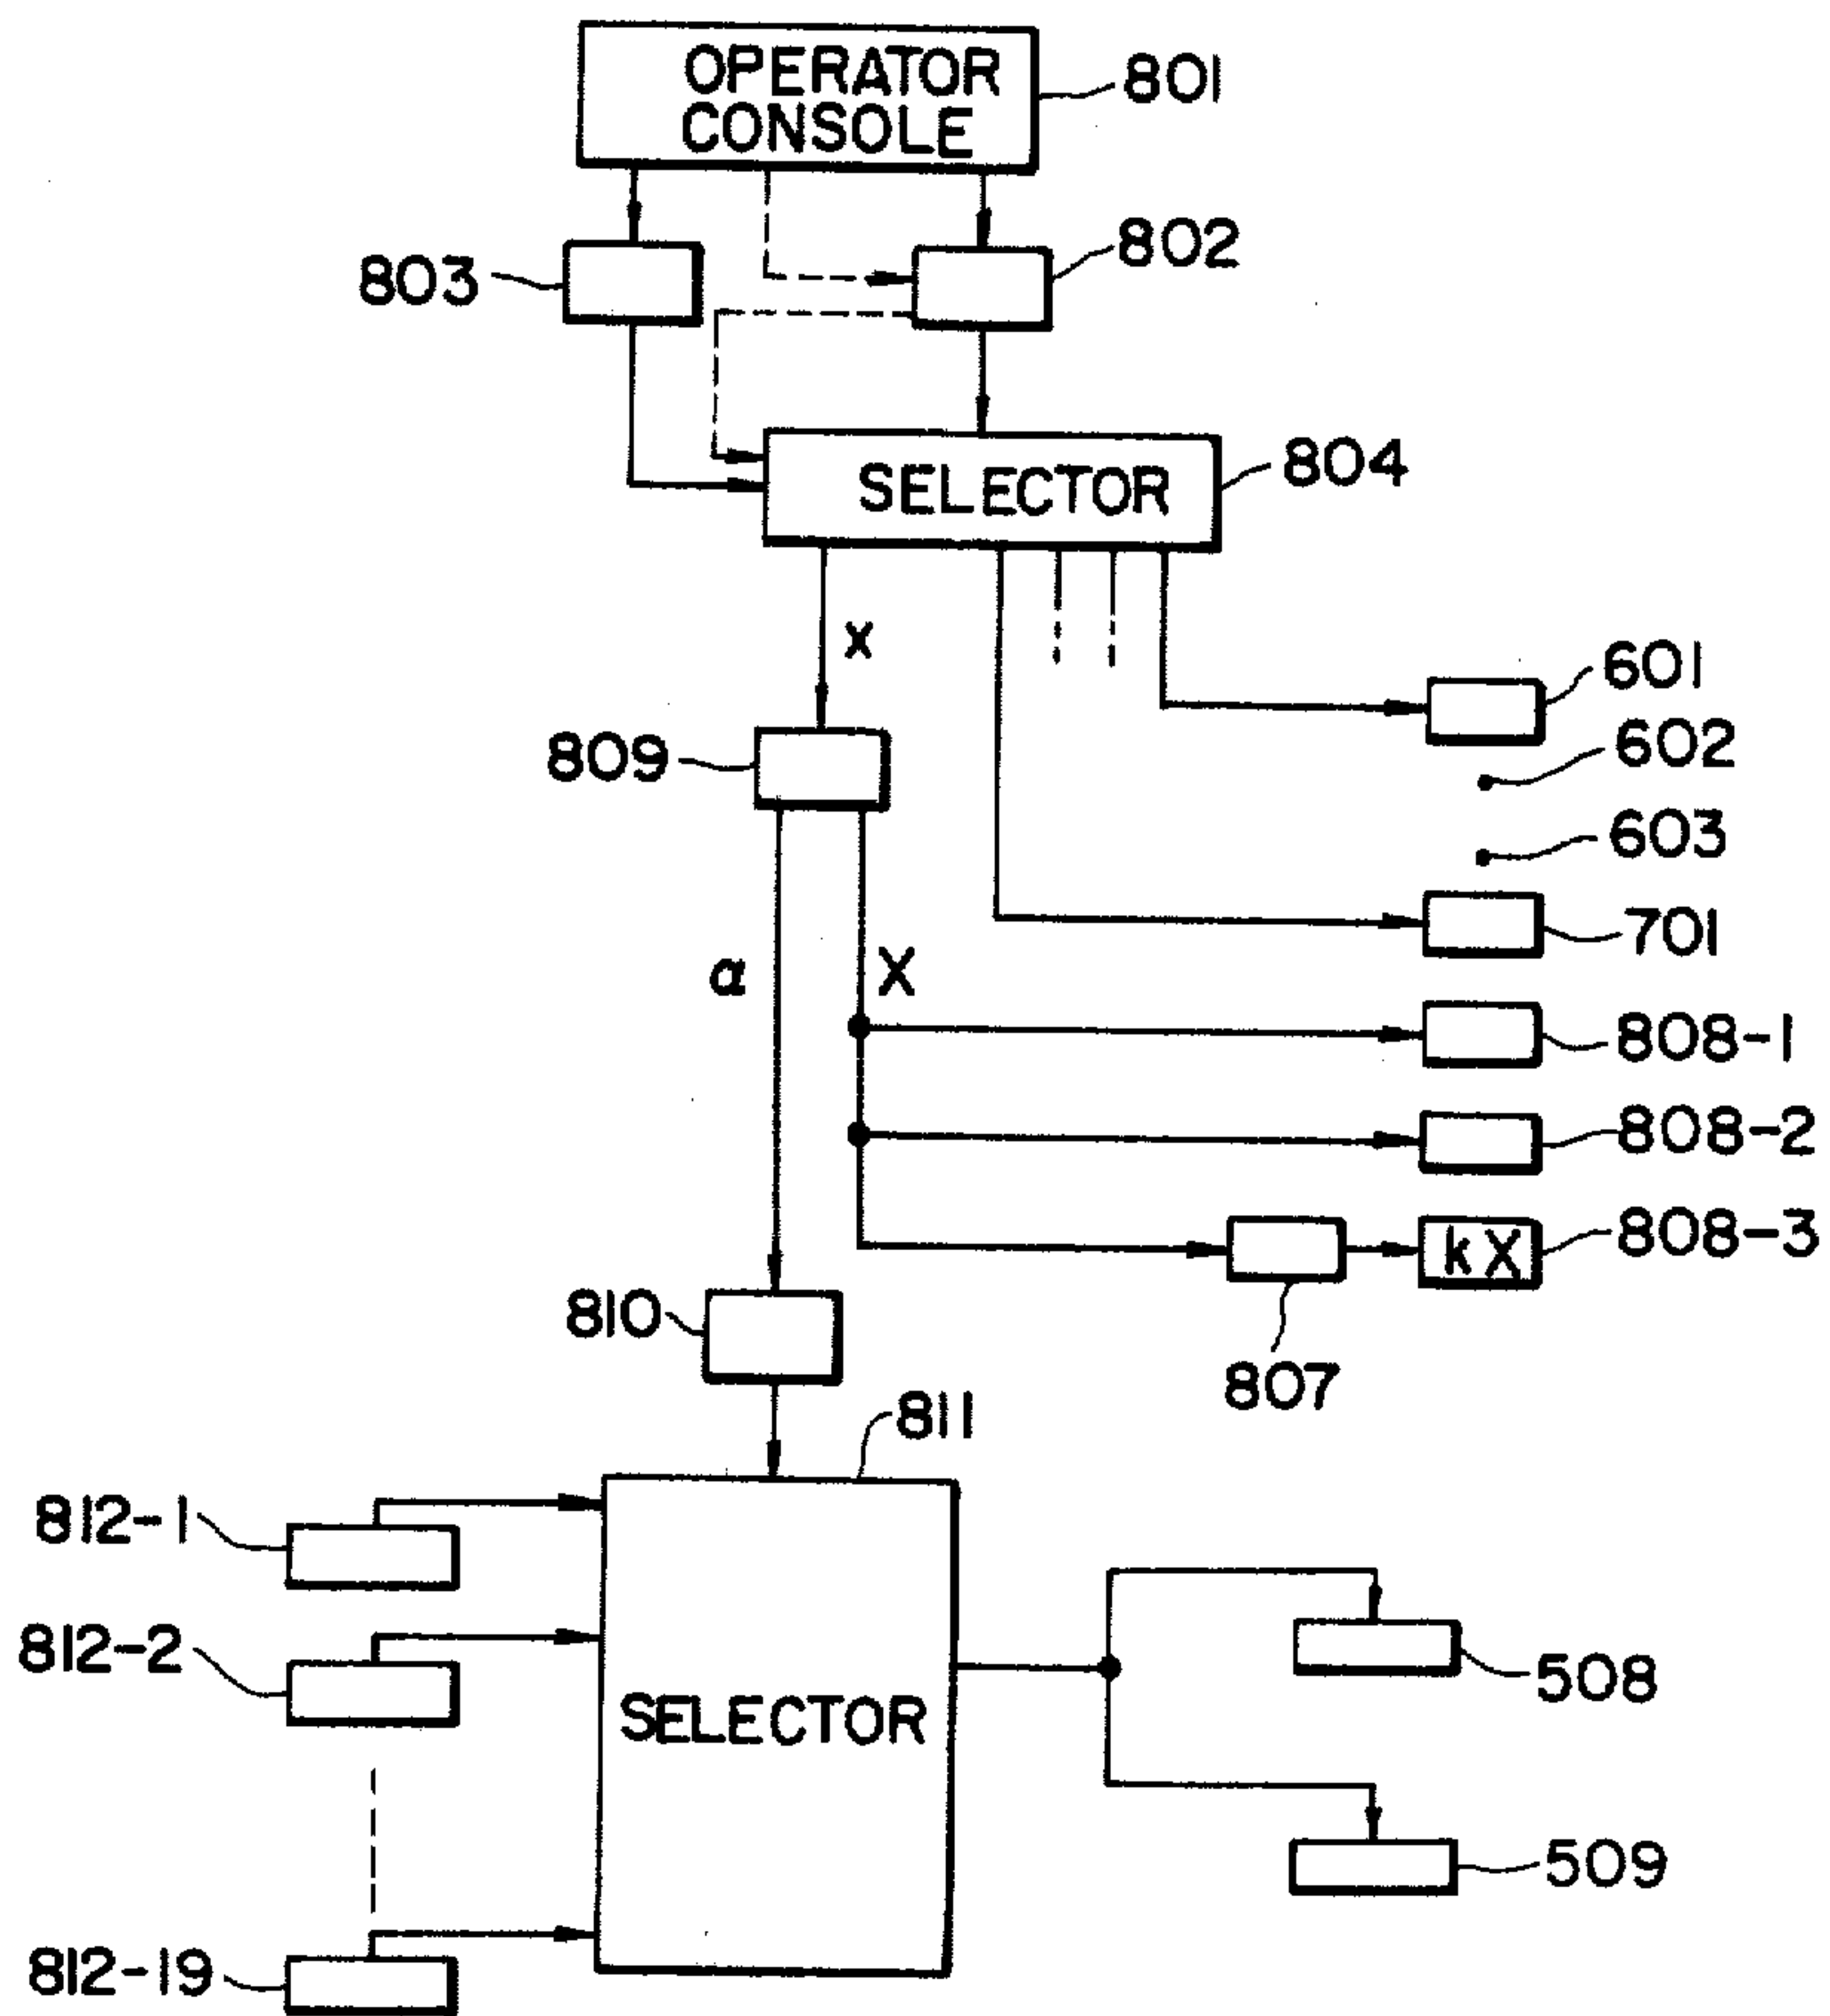 OPERATOR
CONSOLE
801
803
802
SELECTOR
804
x
601
809
602
603
701
α
X
808-1
808-2
kX
808-3
810
807
811
812-1
812-2
508
SELECTOR
509
812-19